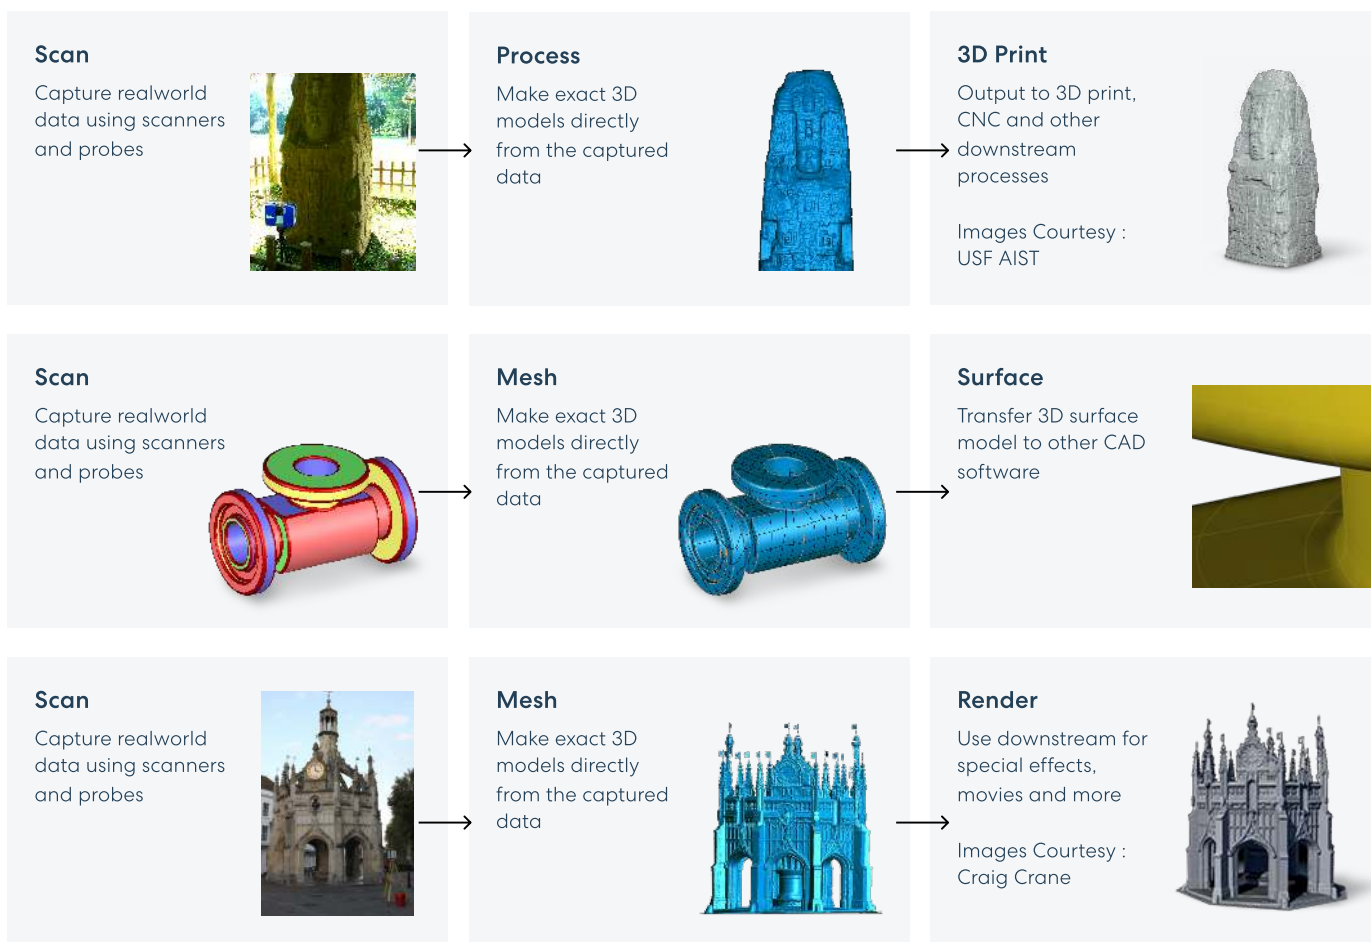 Scan
Capture realworld
data using scanners
and probes
Process
Make exact 3D
models directly
from the captured
data
3D Print
Output to 3D print,
CNC and other
downstream
processes
Images Courtesy :
USF AIST
Scan
Capture realworld
data using scanners
and probes
Mesh
Make exact 3D
models directly
from the captured
data
Surface
Transfer 3D surface
model to other CAD
software
Scan
Capture realworld
data using scanners
and probes
Mesh
Make exact 3D
models directly
from the captured
data
Render
Use downstream for
special effects,
movies and more
Images Courtesy :
Craig Crane